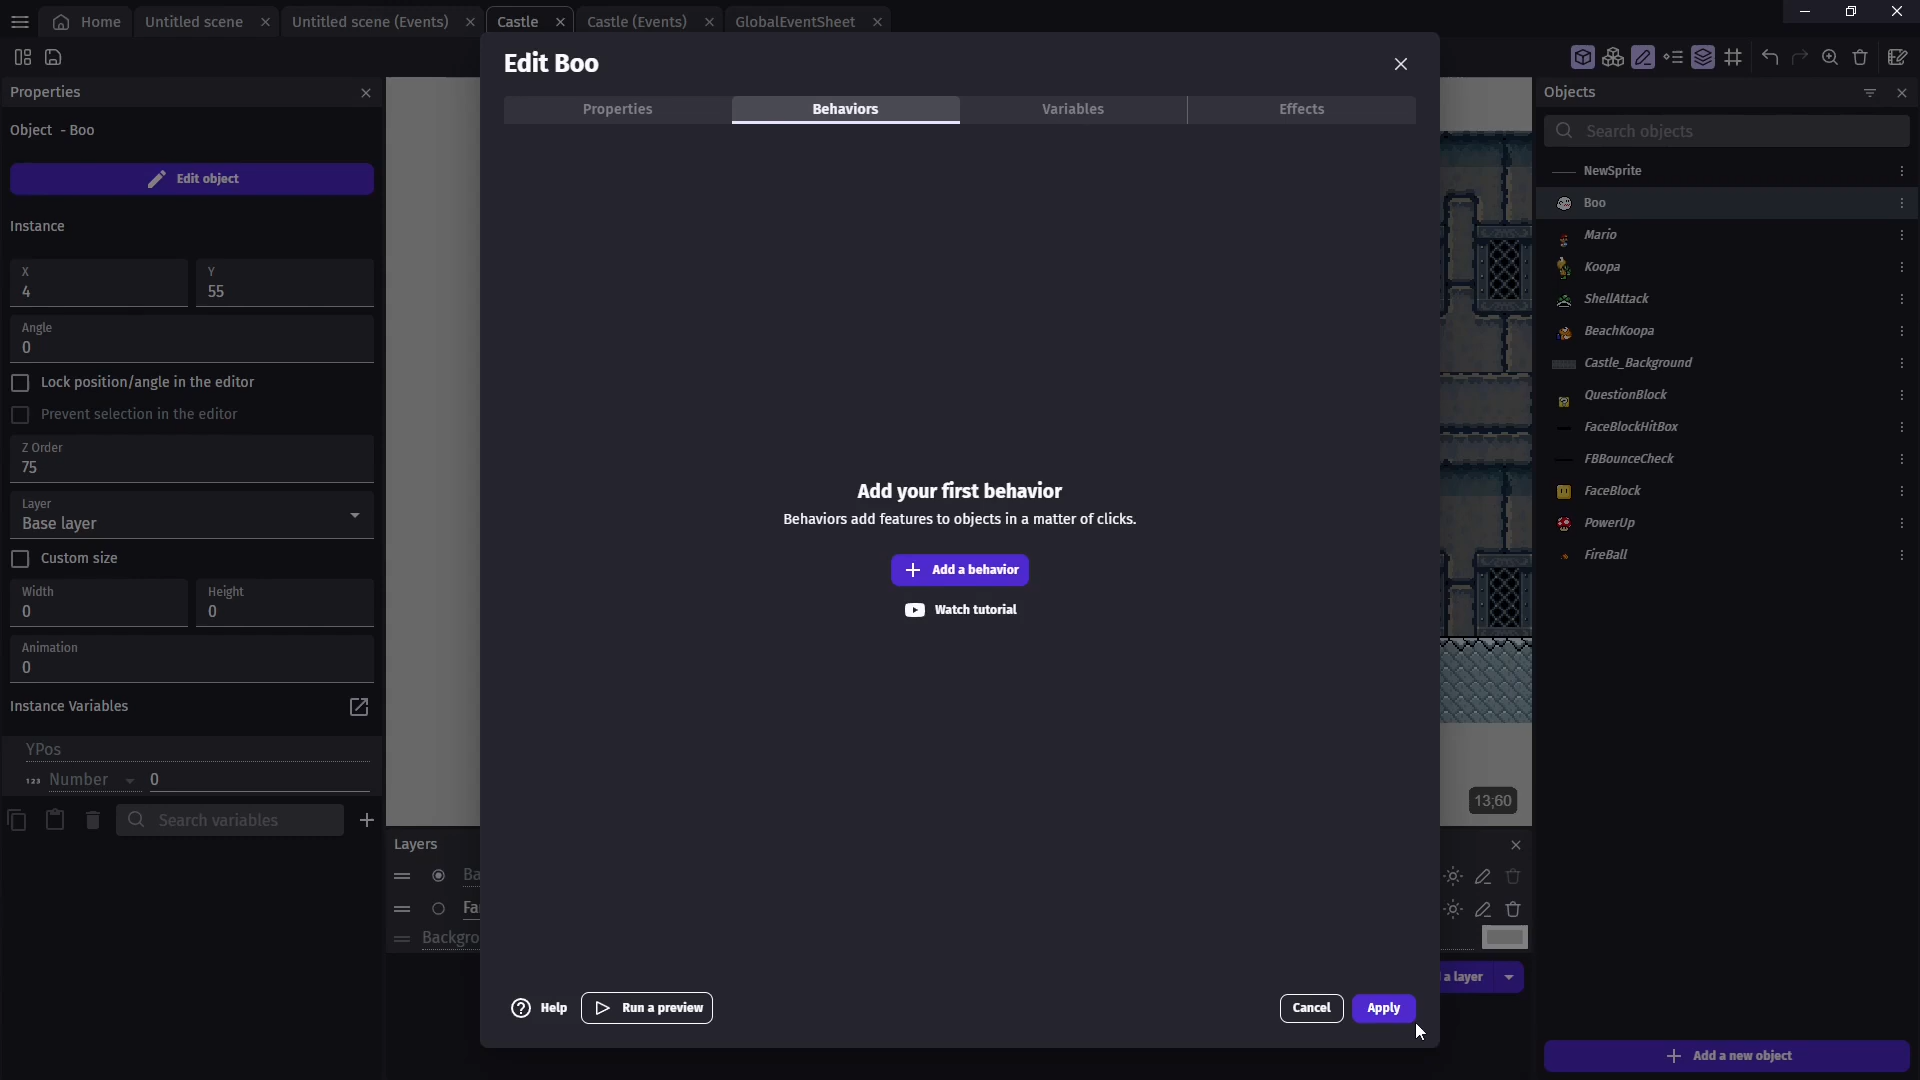 Home
Untitled scene
Untitled scene (Events)
Castle
Castle (Events)
GlobalEventSheet
Properties
Object - Boo
Edit object
Instance
X
4
Y
55
Angle
0
Lock position/angle in the editor
Prevent selection in the editor
Z Order
75
Layer
Base layer
Custom size
Width
0
Height
0
Animation
0
Instance Variables
YPos
123 Number 0
Search variables
Layers
Ba
Backgro
Edit Boo
Properties
Behaviors
Variables
Effects
Add your first behavior
Behaviors add features to objects in a matter of clicks.
Add a behavior
Watch tutorial
Help
Run a preview
Cancel
Apply
13;60
a layer
Objects
Search objects
NewSprite
Boo
Mario
Koopa
ShellAttack
BeachKoopa
Castle_Background
QuestionBlock
FaceBlockHitBox
FBBounceCheck
FaceBlock
PowerUp
FireBall
Add a new object